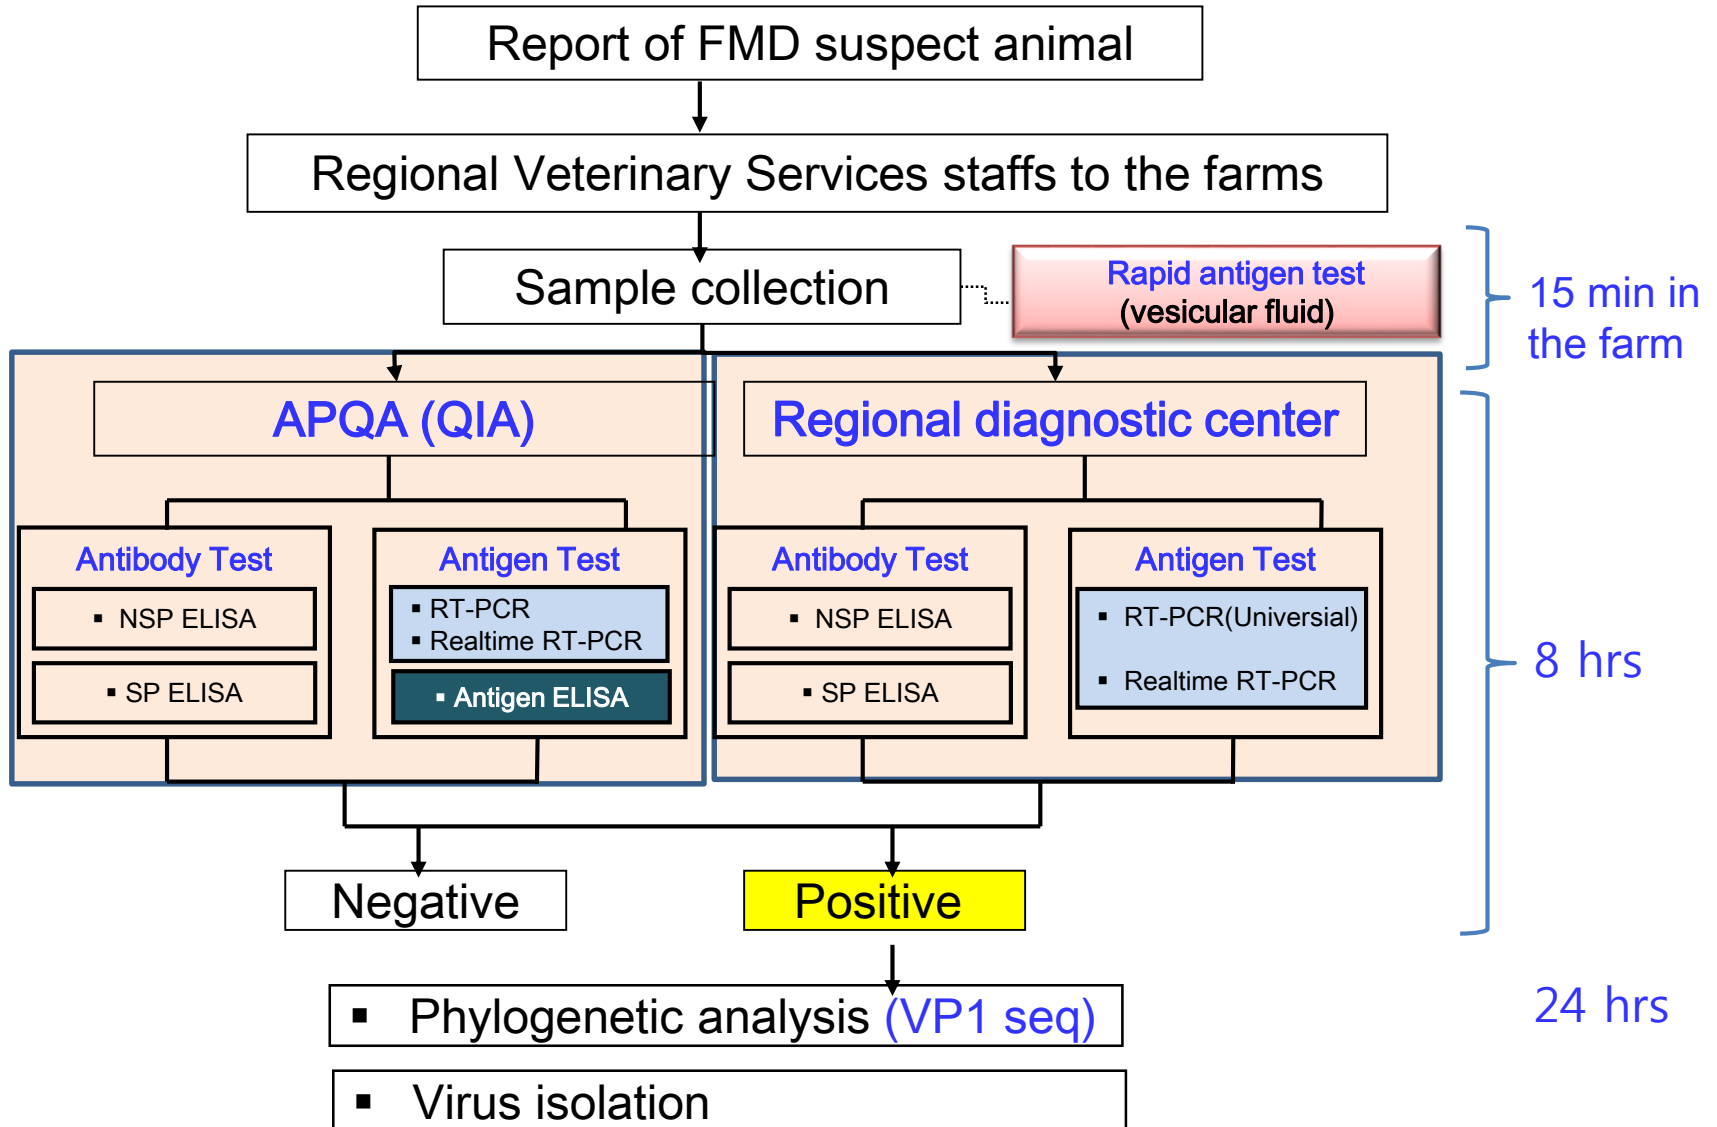 Report of FMD suspect animal
Regional Veterinary Services staffs to the farms
Sample collection
Rapid antigen test
(vesicular fluid)
15 min in
the farm
APQA (QIA)
Regional diagnostic center
Antibody Test
▪ NSP ELISA
▪ SP ELISA
Antigen Test
▪ RT-PCR
▪ Realtime RT-PCR
▪ Antigen ELISA
Antibody Test
▪ NSP ELISA
▪ SP ELISA
Antigen Test
▪ RT-PCR(Universial)
▪ Realtime RT-PCR
8 hrs
Negative
Positive
▪ Phylogenetic analysis (VP1 seq)
24 hrs
▪ Virus isolation